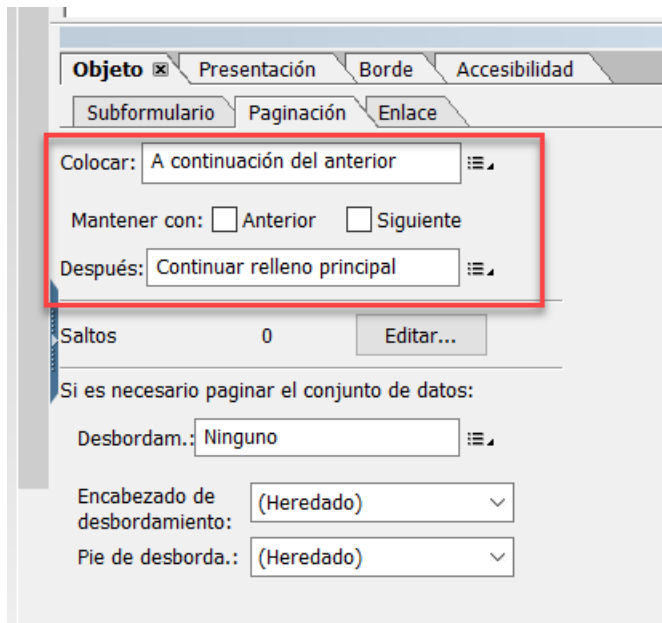 Objeto Presentación Borde Accesibilidad
Subformulario Paginación Enlace
Colocar: A continuación del anterior
Mantener con: Anterior Siguiente
Después: Continuar relleno principal
Saltos 0 Editar...
Si es necesario paginar el conjunto de datos:
Desbordam.: Ninguno
Encabezado de
desbordamiento: (Heredado)
Pie de desborda.: (Heredado)